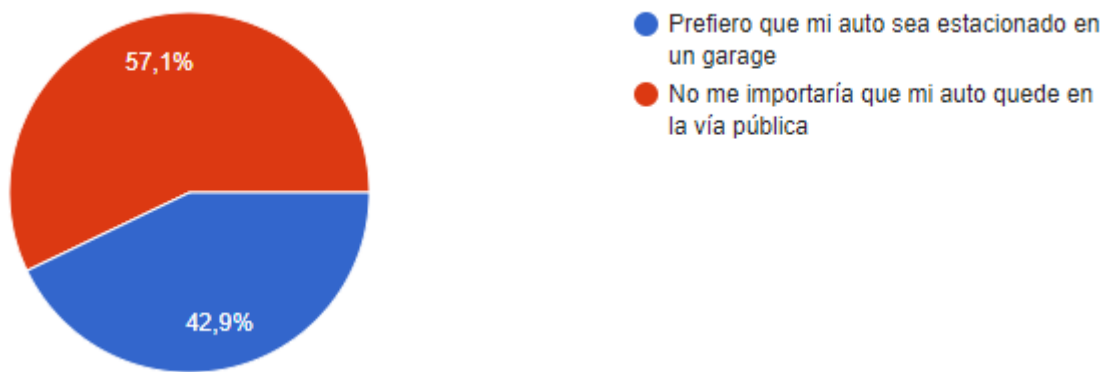 57,1%
42,9%
Prefiero que mi auto sea estacionado en
un garage
No me importaría que mi auto quede en
la vía pública